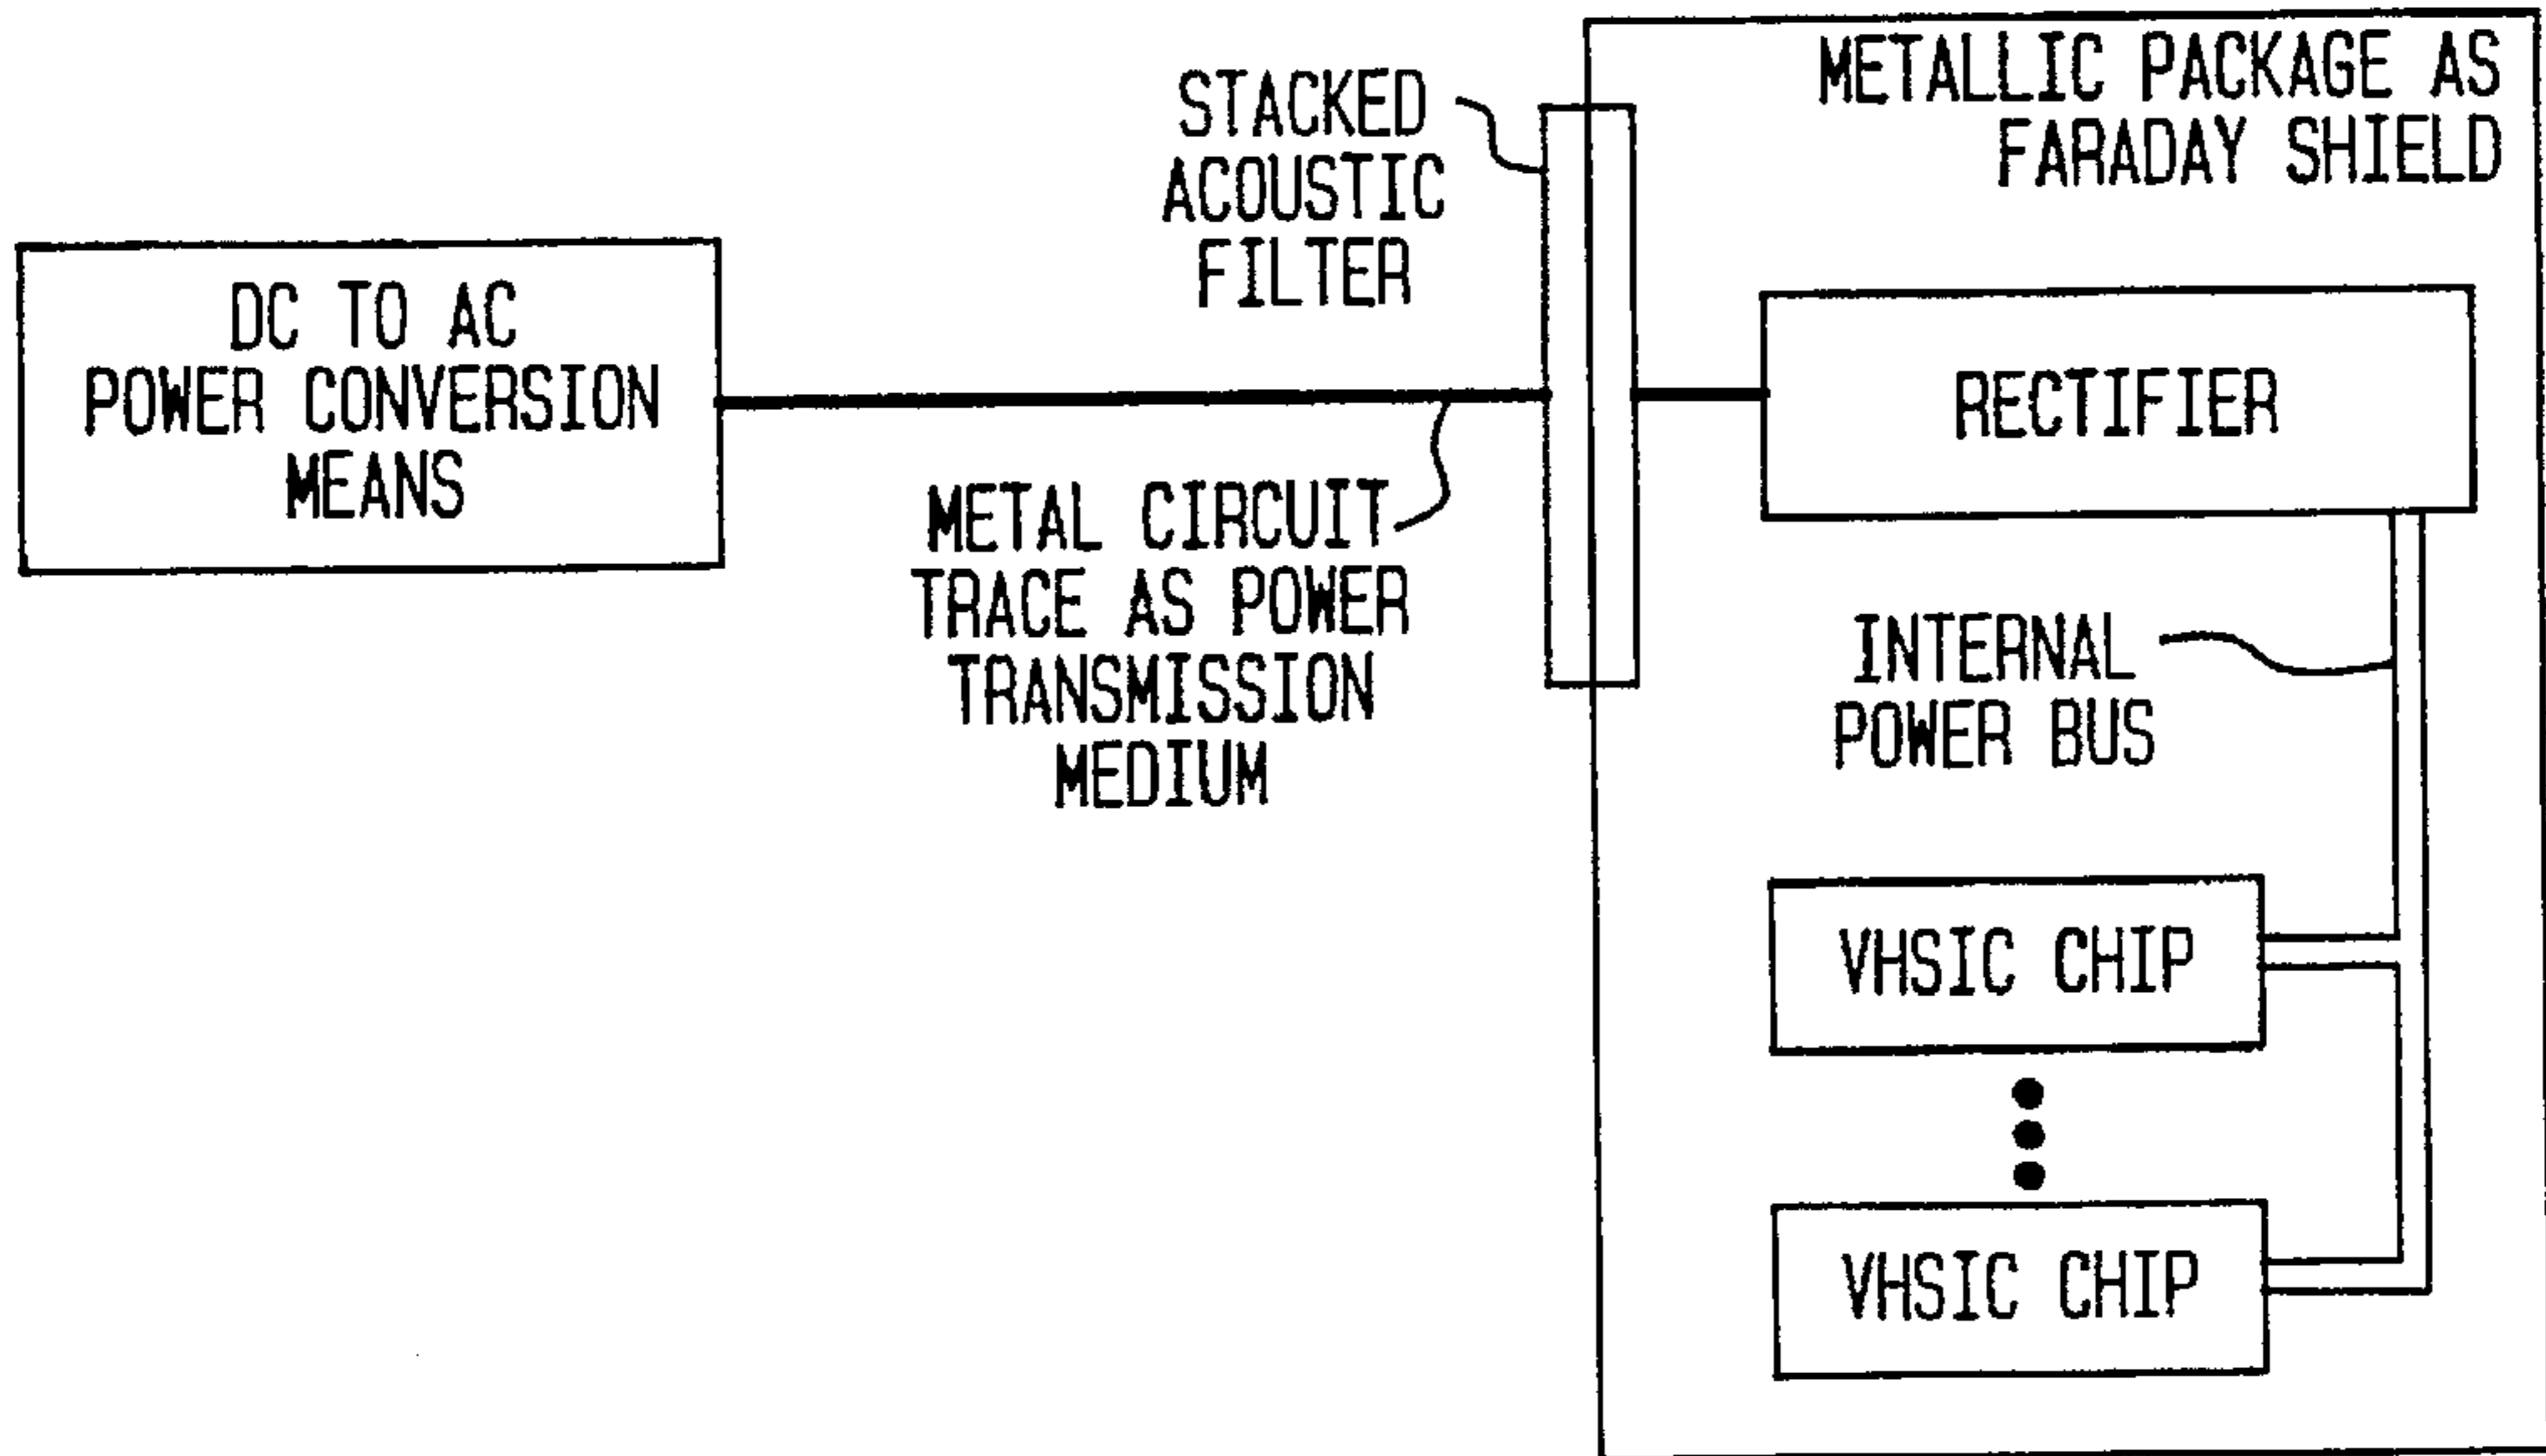 METALLIC PACKAGE AS
FARADAY SHIELD
STACKED
ACOUSTIC
FILTER
DC TO AC
POWER CONVERSION
MEANS
RECTIFIER
METAL CIRCUIT
TRACE AS POWER
TRANSMISSION
MEDIUM
INTERNAL
POWER BUS
VHSIC CHIP
VHSIC CHIP